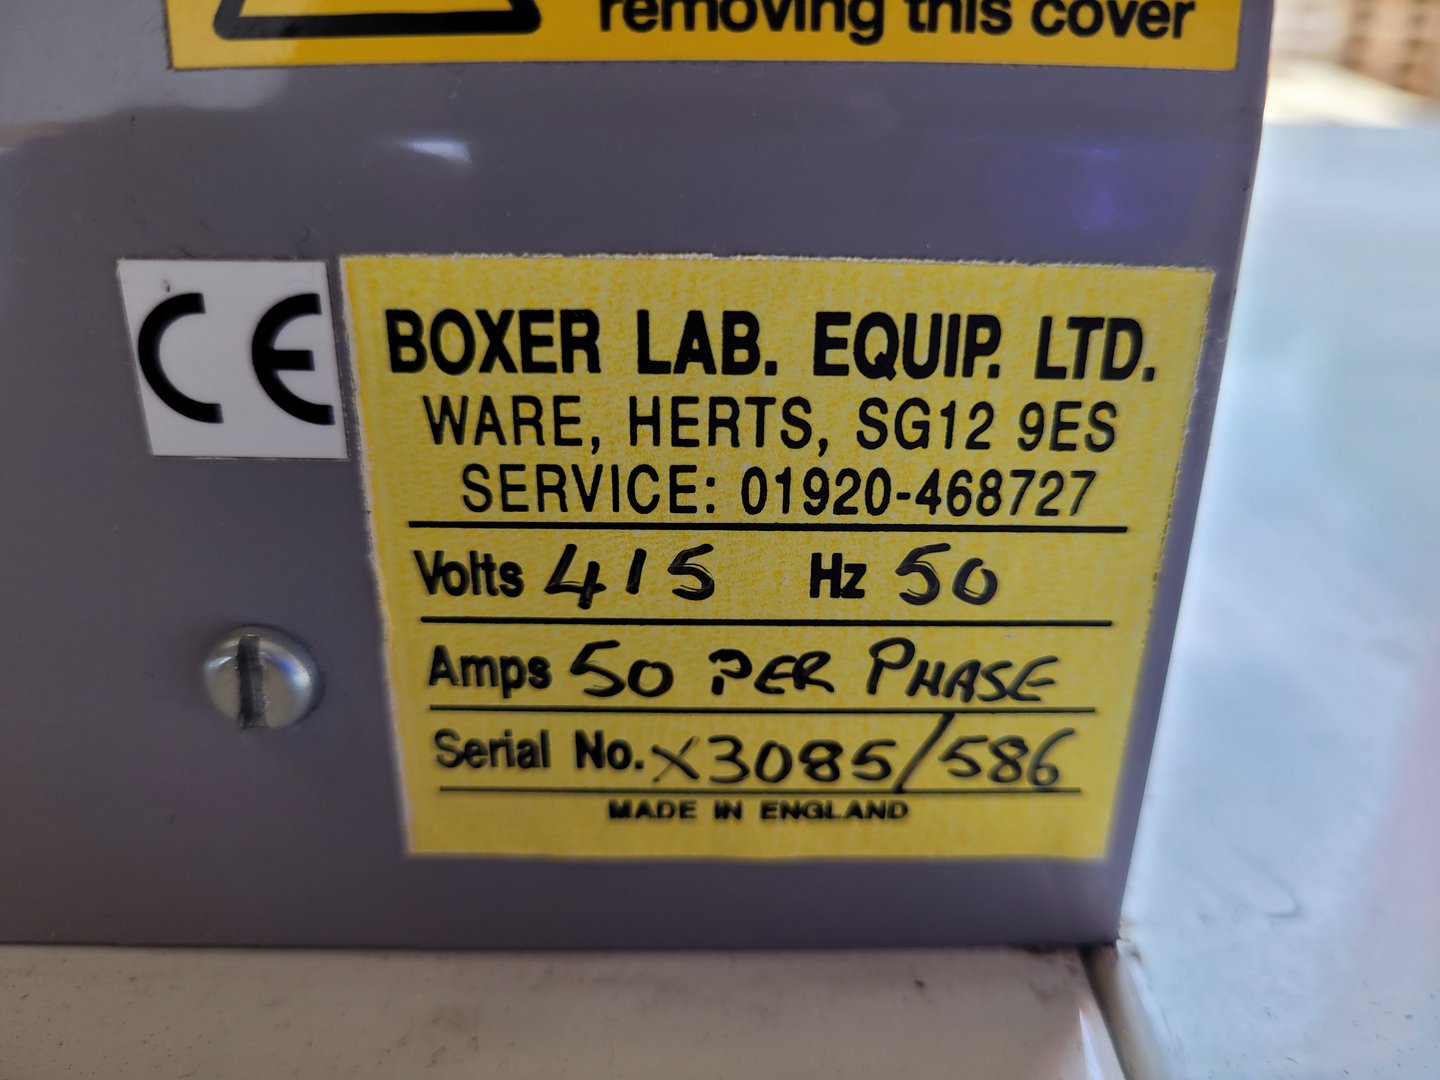 removing this cover
CE
BOXER LAB. EQUIP. LTD.
WARE, HERTS, SG12 9ES
SERVICE: 01920-468727
Volts 415 Hz 50
Amps 50 PER PHASE
Serial No. X3085/586
MADE IN ENGLAND